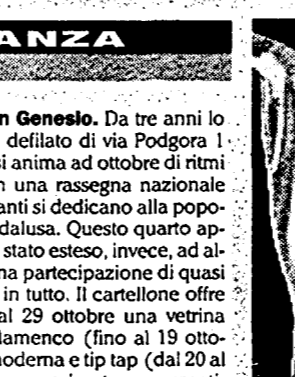 ANZA
n Genesio. Da tre anni lo
defilato di via Podgora 1
si anima ad ottobre di ritmi
n una rassegna nazionale
anti si dedicano alla popo-
dalusa. Questo quarto ap-
stato esteso, invece, ad al-
na partecipazione di quasi
in tutto. Il cartellone offre
al 29 ottobre una vetrina
lamenco (fino al 19 otto-
moderna e tip tap (dal 20 al